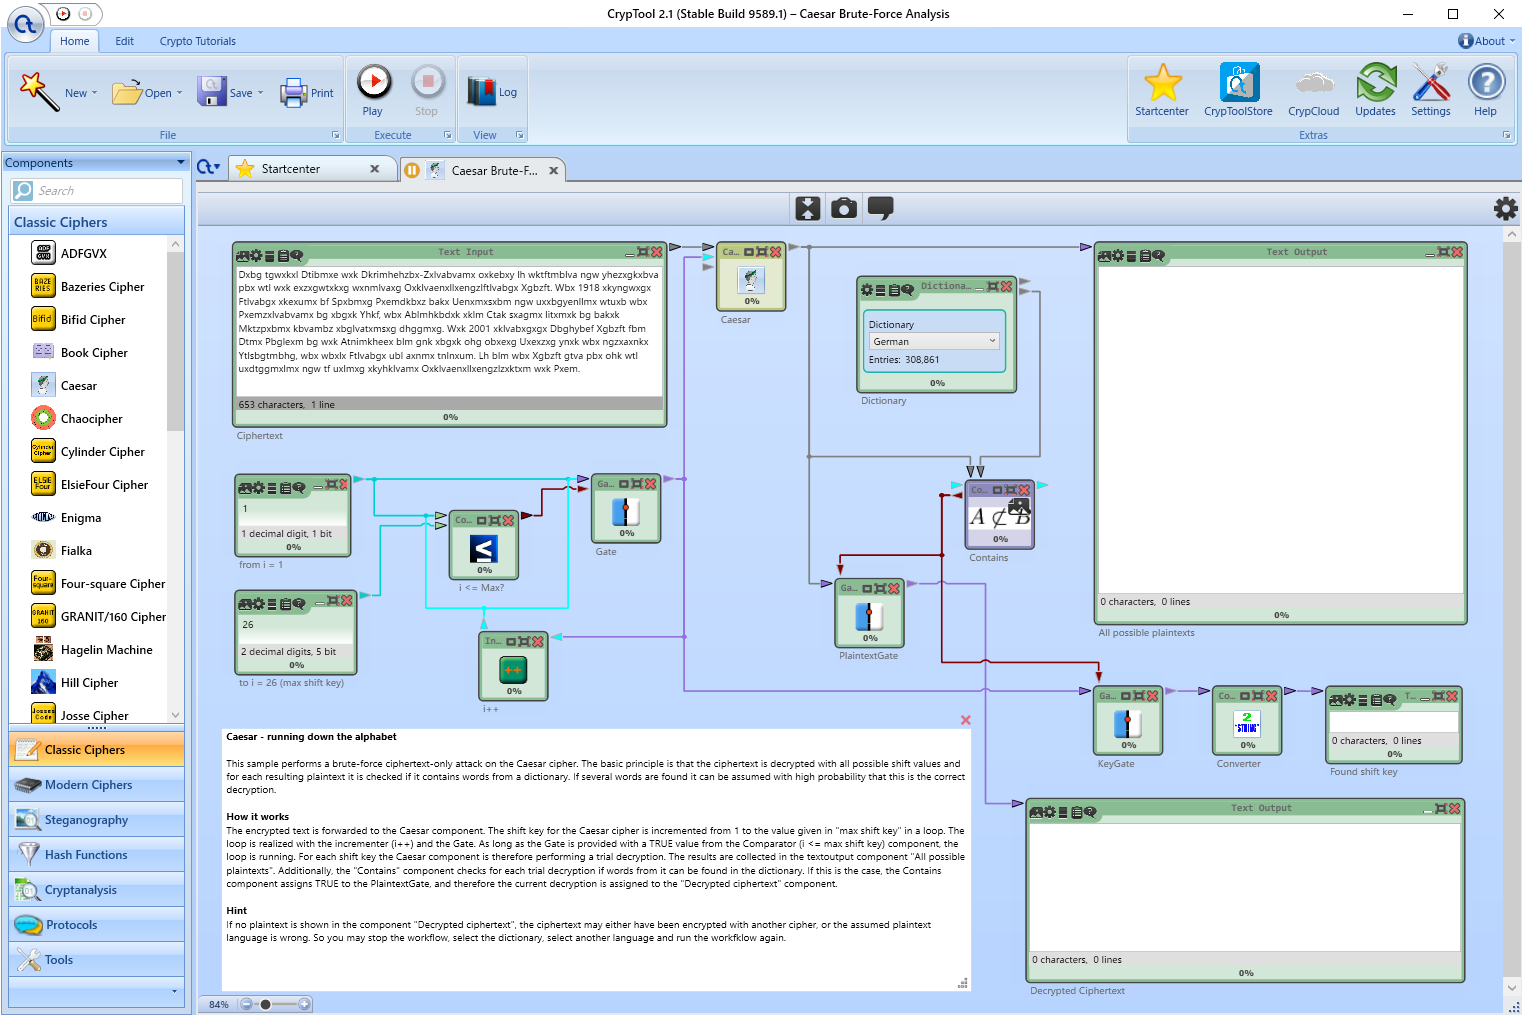 CrypTool 2.1 (Stable Build 9589.1) – Caesar Brute-Force Analysis
Home Edit Crypto Tutorials About
New Open Save Print Play Stop Log Startcenter CrypToolStore CrypCloud Updates Settings Help
File Execute View Extras
Components
Search
Classic Ciphers
ADFGVX
Bazeries Cipher
Bifid Cipher
Book Cipher
Caesar
Chaocipher
Cylinder Cipher
ElsieFour Cipher
Enigma
Fialka
Four-square Cipher
GRANIT/160 Cipher
Hagelin Machine
Hill Cipher
Josse Cipher
Classic Ciphers
Modern Ciphers
Steganography
Hash Functions
Cryptanalysis
Protocols
Tools
Startcenter
Caesar Brute-F...
Text Input
Dxbg tgwxkxl Dtibmxe wxk Dkrimhehzbx-Zxlvabvamx oxkebxy lh wktftmblva ngw yhezxgkxbva
pbx wtl wxk exzxgwtxkxg wxnmlvaxg Oxklvaenxllxengzlftlvabgx Xgbzft. Wbx 1918 xkyngwxgx
Ftlvabgx xkexumx bf Spxbmxg Pxemdkbxz bakx Uenxmxsxbm ngw uxxbgyenllmx wtuxb wbx
Pxemzxlvabvamx bg xbgxk Yhkf, wbx Ablmhkbdxk xklm Ctak sxagmx litxmxk bg bakxk
Mktzpxbmx kbvambz xbglvatxmsxg dhggmxg. Wxk 2001 xklvabxgxgx Dbghybef Xgbzft fbm
Dtmx Pbglexm bg wxk Atnimkheex blm gnk xbgxk ohg obxexg Uxexzxg ynxk wbx ngzxaxnkx
Ytlsbgtmbhg, wbx wbxlx Ftlvabgx ubl axnmx tnlnxum. Lh blm wbx Xgbzft gtva pbx ohk wtl
uxdtggmxlmx ngw tf uxlmxg xkyhklvamx Oxklvaenxllxengzlzxktxm wxk Pxem.
653 characters, 1 line
0%
Ciphertext
Ca...
0%
Caesar
Dictiona...
Dictionary
German
Entries: 308,861
0%
Dictionary
Text Output
0 characters, 0 lines
0%
All possible plaintexts
1
1 decimal digit, 1 bit
0%
from i = 1
Co...
<
0%
i <= Max?
Ga...
0%
Gate
26
2 decimal digits, 5 bit
0%
to i = 26 (max shift key)
In...
++
0%
i++
Co...
A ⊄ B
0%
Contains
Ga...
0%
PlaintextGate
Ga...
0%
KeyGate
Co...
2
"STRING"
0%
Converter
T...
0 characters, 0 lines
0%
Found shift key
Text Output
0 characters, 0 lines
0%
Decrypted Ciphertext
Caesar - running down the alphabet
This sample performs a brute-force ciphertext-only attack on the Caesar cipher. The basic principle is that the ciphertext is decrypted with all possible shift values and
for each resulting plaintext it is checked if it contains words from a dictionary. If several words are found it can be assumed with high probability that this is the correct
decryption.
How it works
The encrypted text is forwarded to the Caesar component. The shift key for the Caesar cipher is incremented from 1 to the value given in "max shift key" in a loop. The
loop is realized with the incrementer (i++) and the Gate. As long as the Gate is provided with a TRUE value from the Comparator (i <= max shift key) component, the
loop is running. For each shift key the Caesar component is therefore performing a trial decryption. The results are collected in the textoutput component "All possible
plaintexts". Additionally, the "Contains" component checks for each trial decryption if words from it can be found in the dictionary. If this is the case, the Contains
component assigns TRUE to the PlaintextGate, and therefore the current decryption is assigned to the "Decrypted ciphertext" component.
Hint
If no plaintext is shown in the component "Decrypted ciphertext", the ciphertext may either have been encrypted with another cipher, or the assumed plaintext
language is wrong. So you may stop the workflow, select the dictionary, select another language and run the workfklow again.
84%